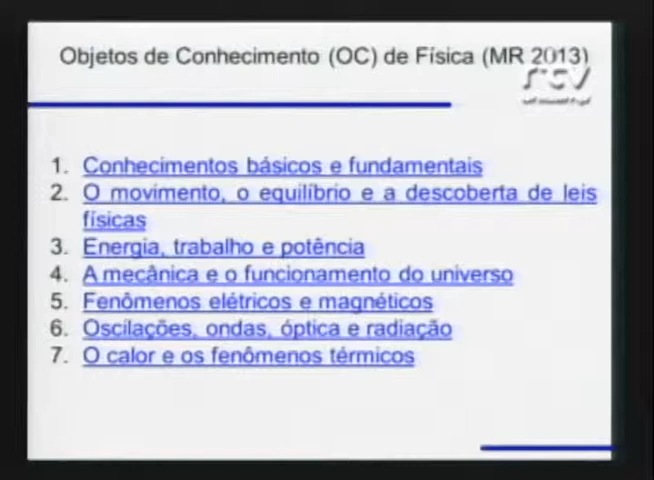 Objetos de Conhecimento (OC) de Física (MR 2013)
1. Conhecimentos básicos e fundamentais
2. O movimento, o equilíbrio e a descoberta de leis
físicas
3. Energia, trabalho e potência
4. A mecânica e o funcionamento do universo
5. Fenômenos elétricos e magnéticos
6. Oscilações, ondas, óptica e radiação
7. O calor e os fenômenos térmicos